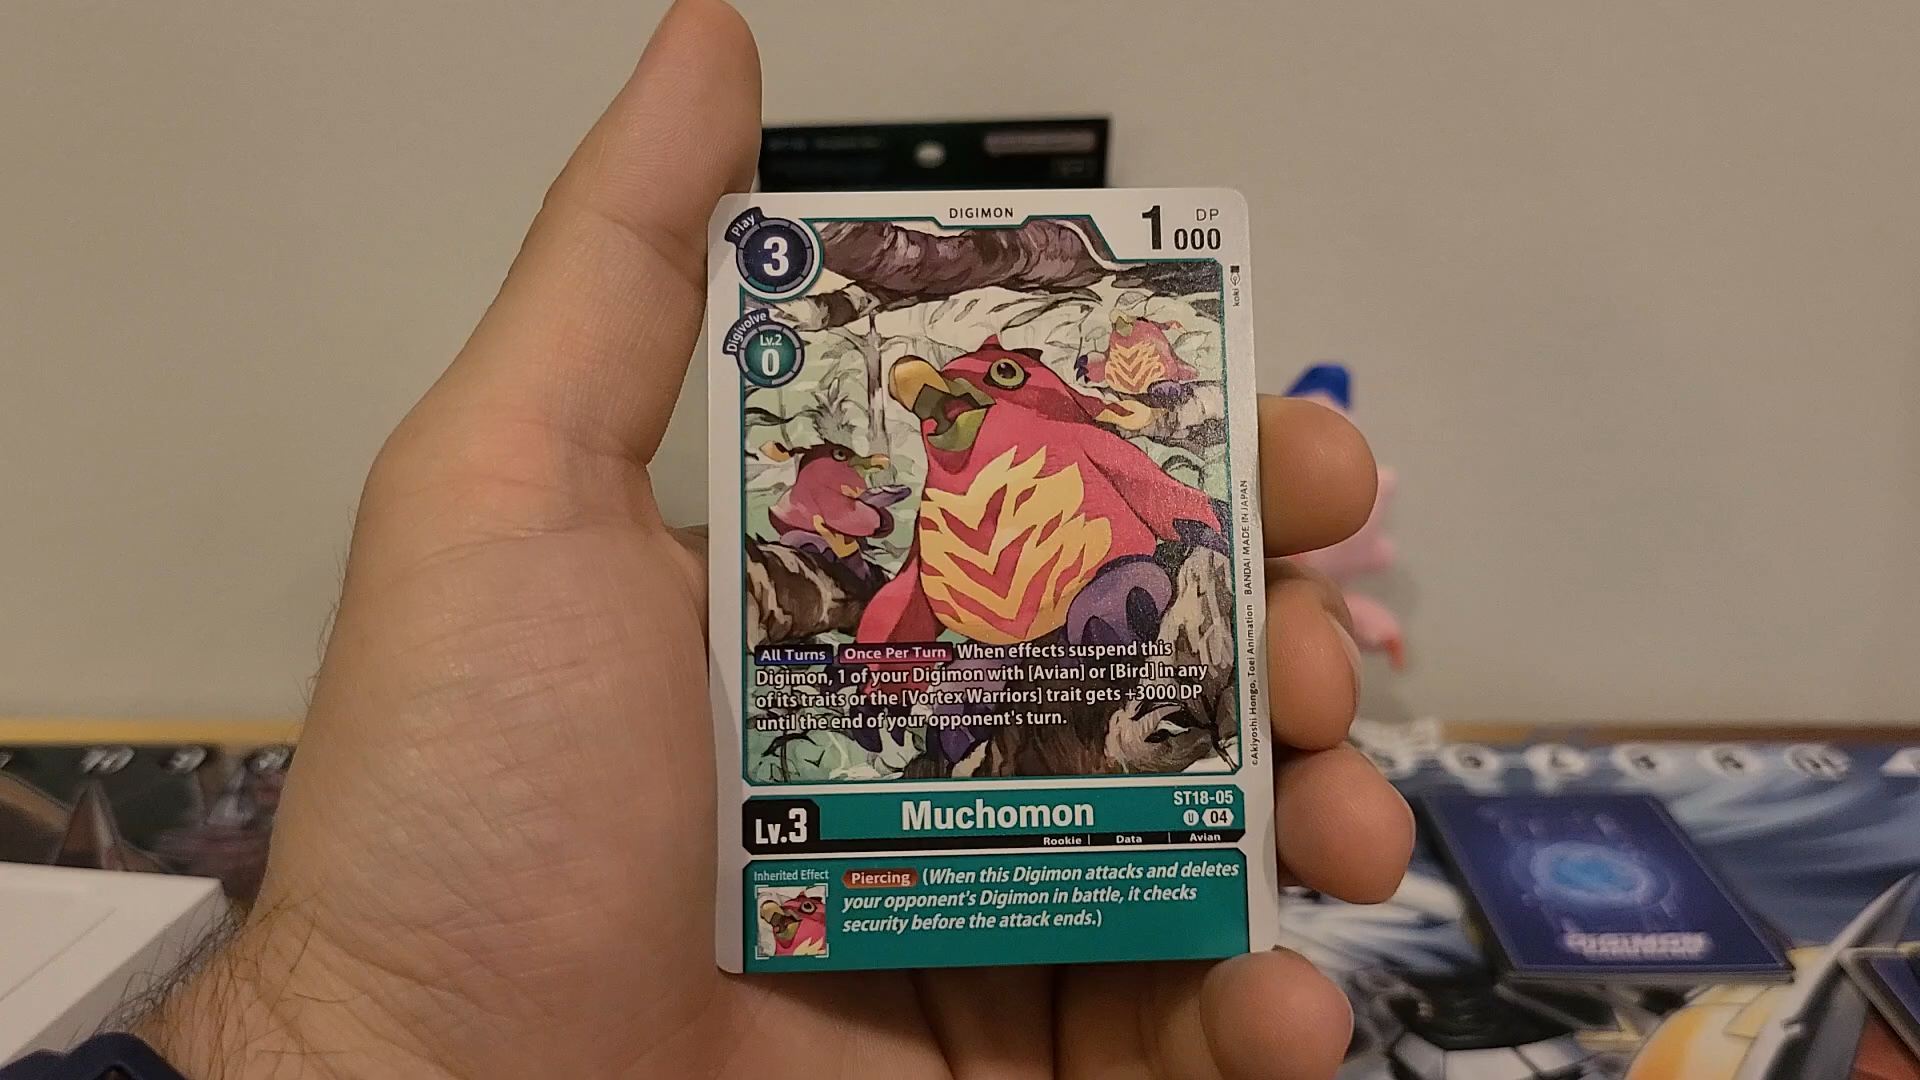 DIGIMON
Play
3
1000
DP
Digivolve
Lv.2
0
koki
All Turns Once Per Turn When effects suspend this
Digimon, 1 of your Digimon with [Avian] or [Bird] in any
of its traits or the [Vortex Warriors] trait gets +3000 DP
until the end of your opponent's turn.
©Akiyoshi Hongo, Toei Animation BANDAI MADE IN JAPAN
Lv.3
Muchomon
ST18-05
U 04
Rookie | Data | Avian
Inherited Effect
Piercing (When this Digimon attacks and deletes
your opponent's Digimon in battle, it checks
security before the attack ends.)
DIGIMON